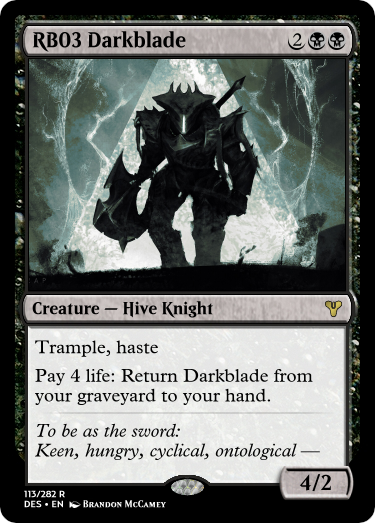 RB03 Darkblade 2
Creature — Hive Knight
Trample, haste
Pay 4 life: Return Darkblade from
your graveyard to your hand.
To be as the sword:
Keen, hungry, cyclical, ontological —
4/2
113/282 R
DES • EN Brandon McCamey